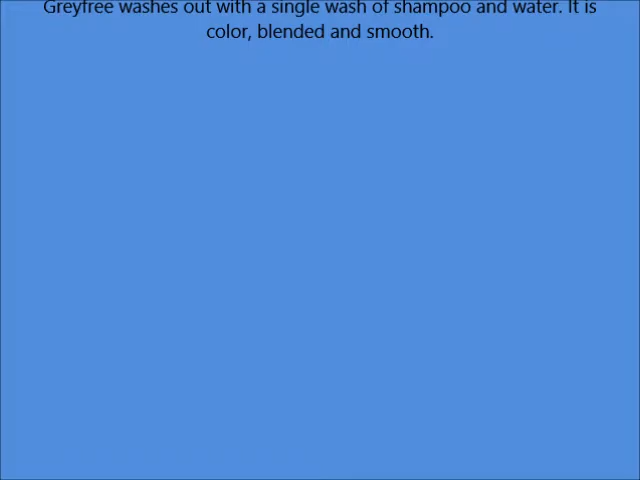 Greyfree washes out with a single wash of shampoo and water. It is
color, blended and smooth.